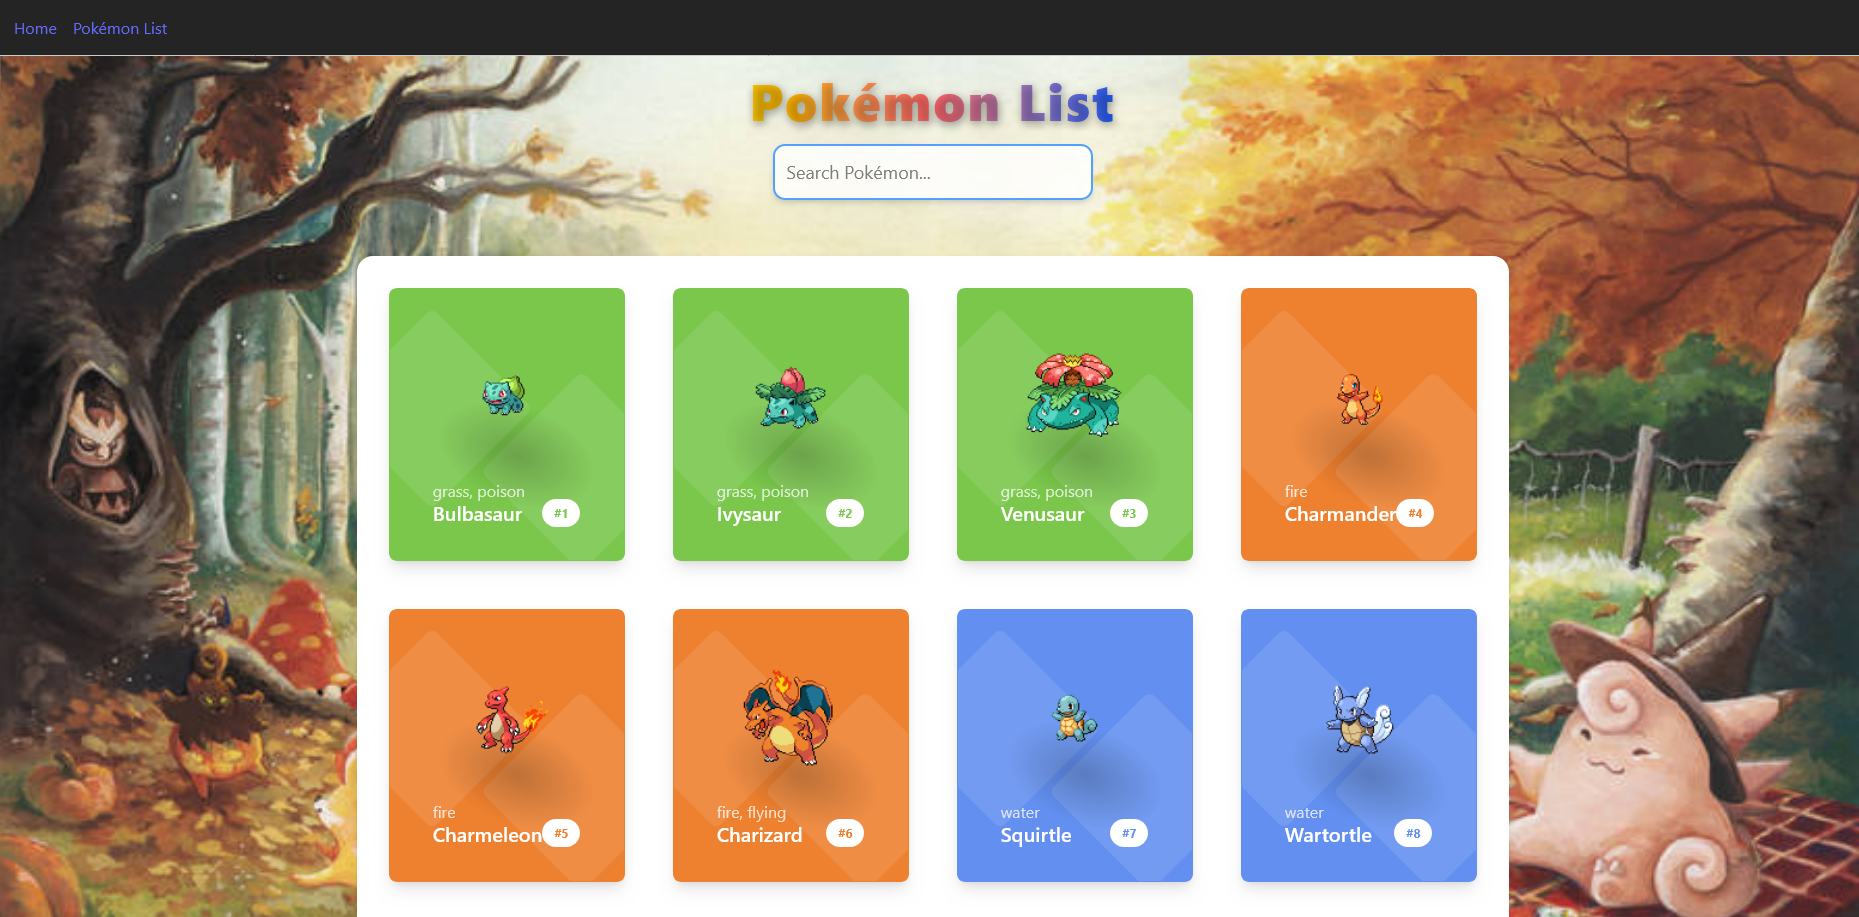 Home Pokémon List
Pokémon List
Search Pokémon...
grass, poison
Bulbasaur #1
grass, poison
Ivysaur #2
grass, poison
Venusaur #3
fire
Charmander #4
fire
Charmeleon #5
fire, flying
Charizard #6
water
Squirtle #7
water
Wartortle #8